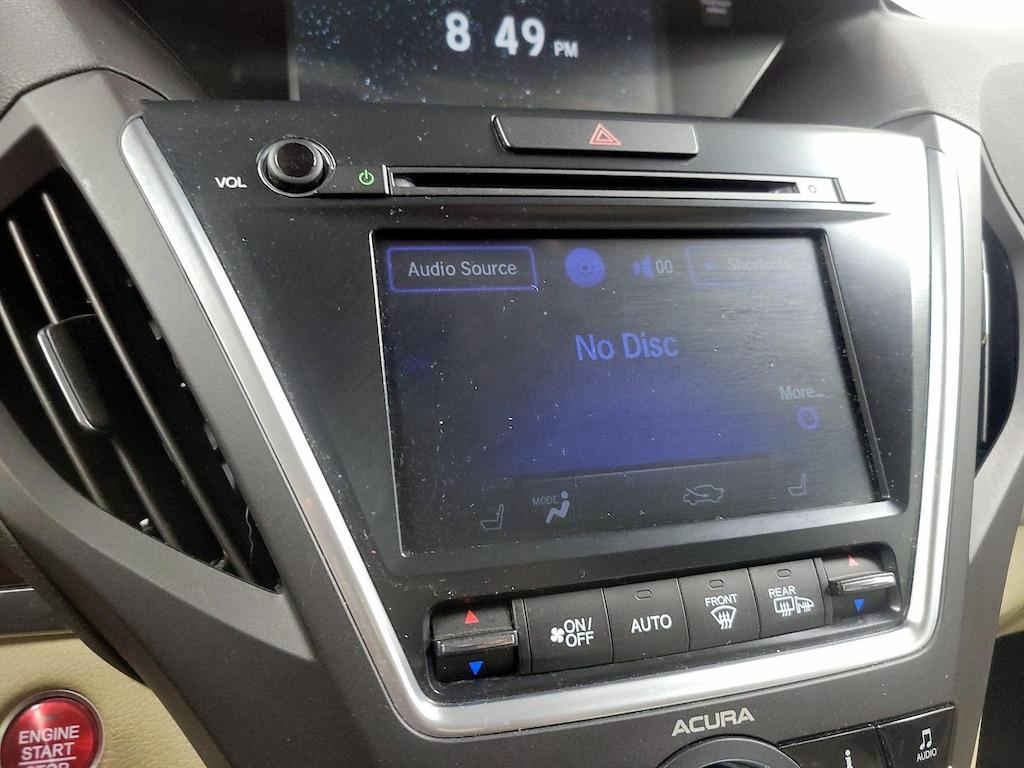 8 49 PM
VOL
Audio Source
00
Shortcuts
No Disc
More...
MODE
ON/
OFF
AUTO
FRONT
REAR
ACURA
ENGINE
START
STOP
i
AUDIO